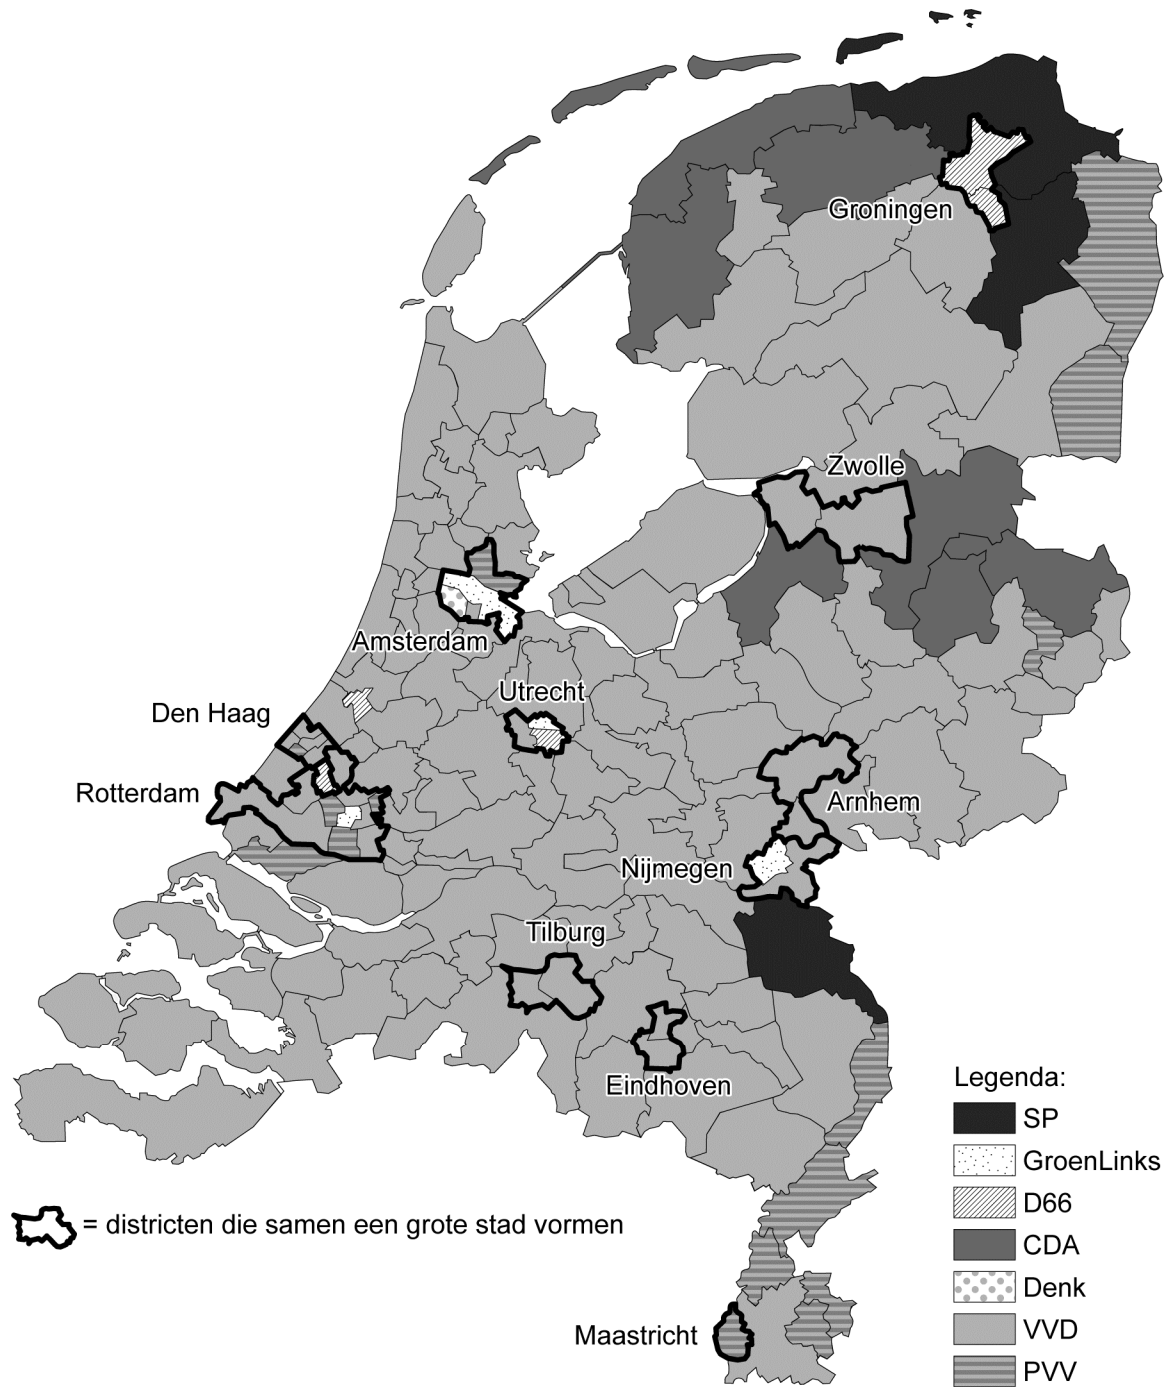 Groningen
Zwolle
Amsterdam
Utrecht
Den Haag
Rotterdam
Arnhem
Nijmegen
Tilburg
Eindhoven
Legenda:
SP
GroenLinks
D66
CDA
Denk
VVD
PVV
= districten die samen een grote stad vormen
Maastricht